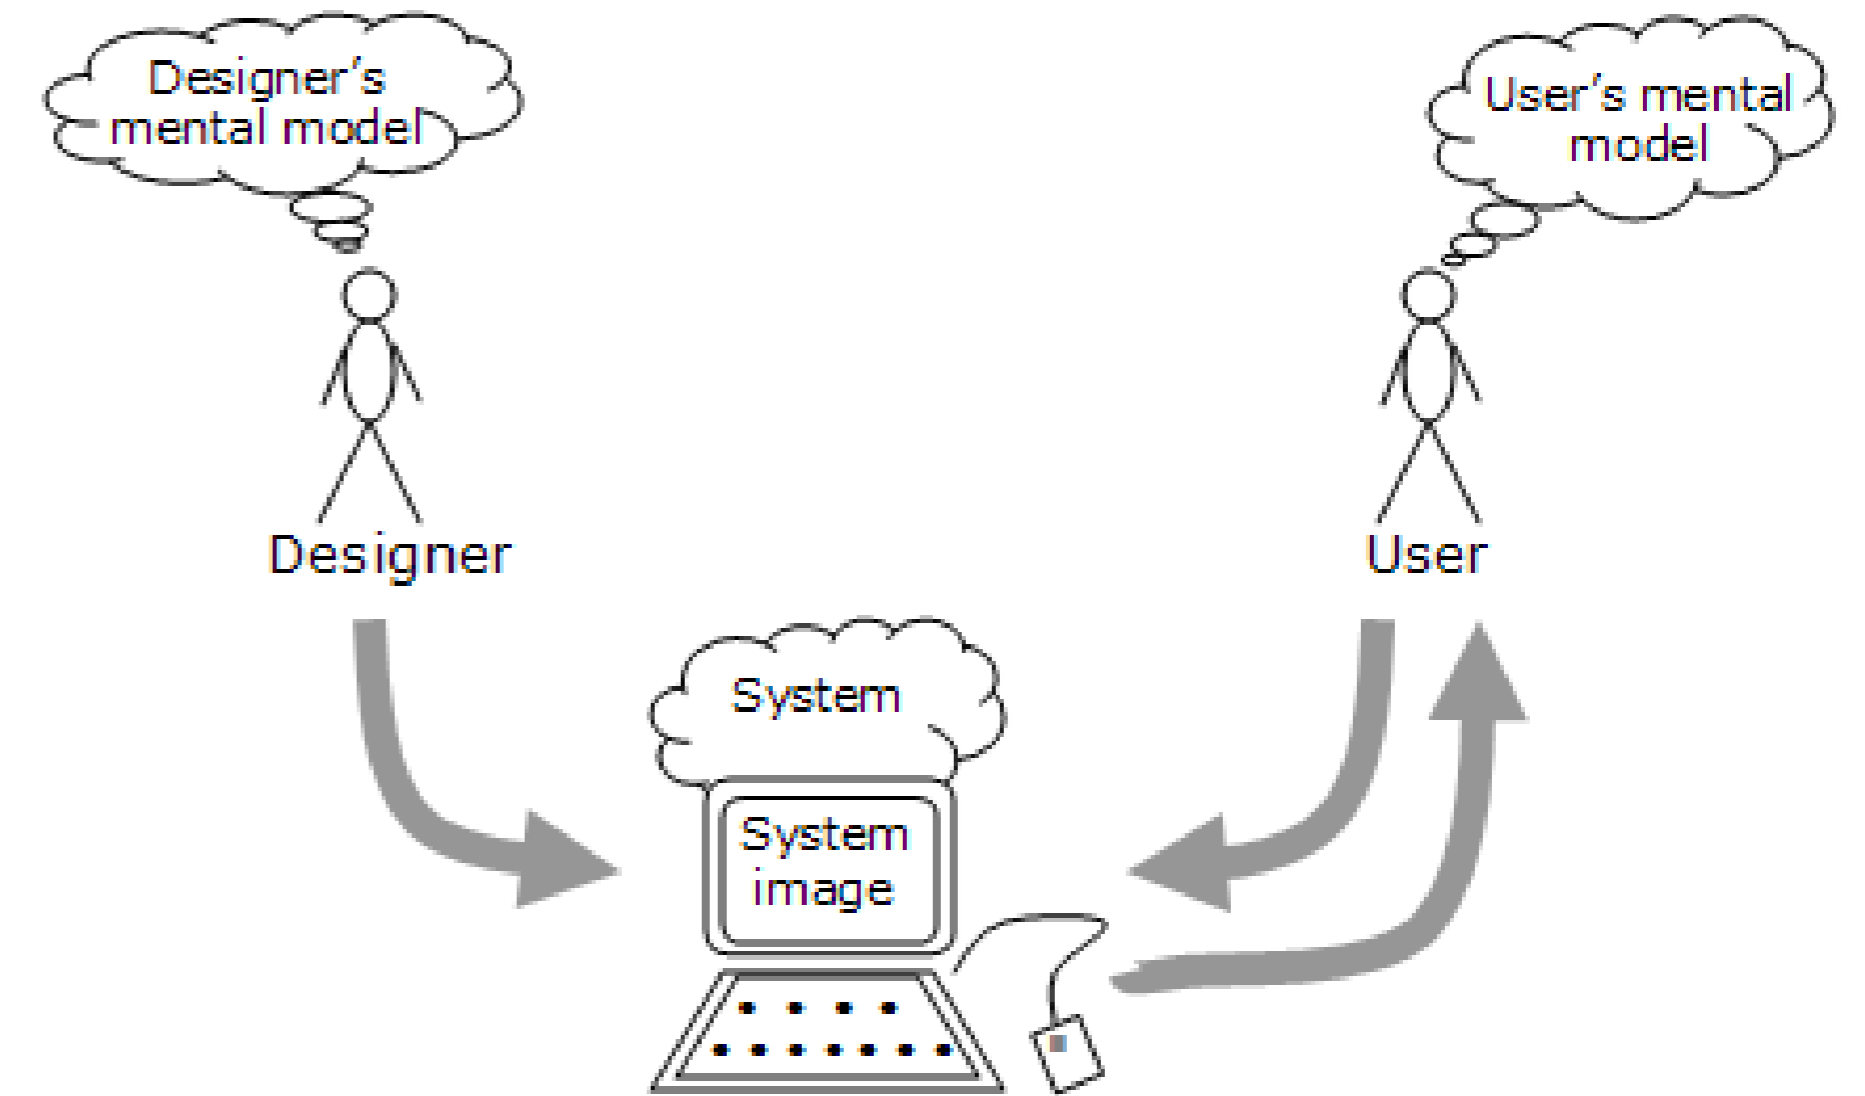 Designer's
mental model
User's mental
model
Designer
User
System
System
image